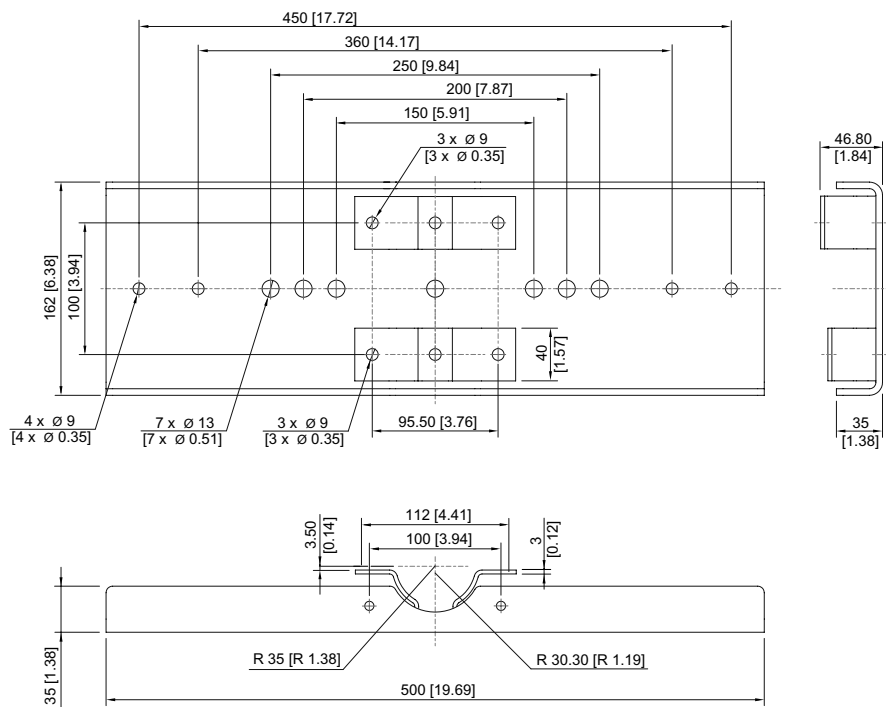 450 [17.72]
360 [14.17]
250 [9.84]
200 [7.87]
150 [5.91]
3 x Ø 9
[3 x Ø 0.35]
46.80
[1.84]
162 [6.38]
100 [3.94]
40
[1.57]
4 x Ø 9
[4 x Ø 0.35]
7 x Ø 13
[7 x Ø 0.51]
3 x Ø 9
[3 x Ø 0.35]
95.50 [3.76]
35
[1.38]
3.50
[0.14]
112 [4.41]
100 [3.94]
3
[0.12]
35 [1.38]
R 35 [R 1.38]
R 30.30 [R 1.19]
500 [19.69]